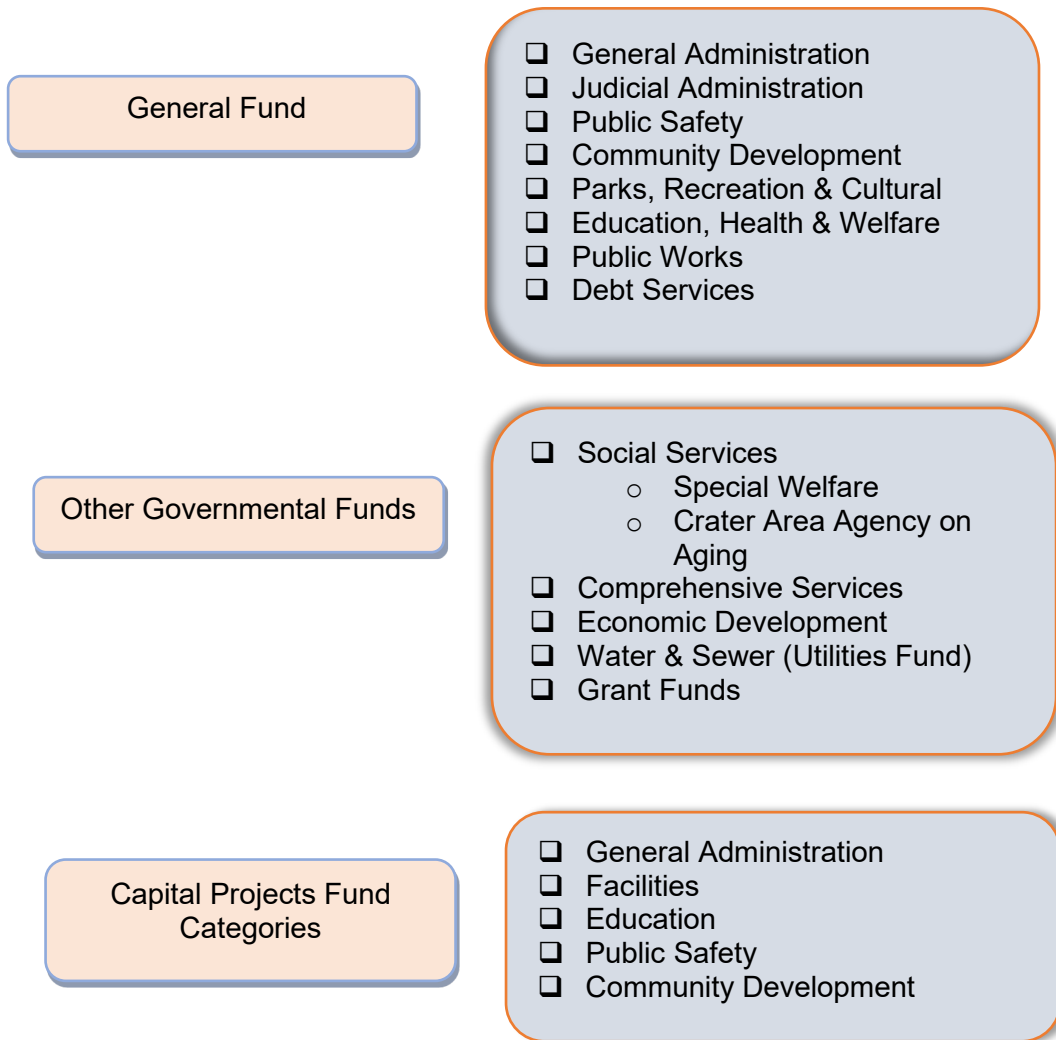 General Fund
❑ General Administration
❑ Judicial Administration
❑ Public Safety
❑ Community Development
❑ Parks, Recreation & Cultural
❑ Education, Health & Welfare
❑ Public Works
❑ Debt Services
Other Governmental Funds
❑ Social Services
o Special Welfare
o Crater Area Agency on
Aging
❑ Comprehensive Services
❑ Economic Development
❑ Water & Sewer (Utilities Fund)
❑ Grant Funds
Capital Projects Fund
Categories
❑ General Administration
❑ Facilities
❑ Education
❑ Public Safety
❑ Community Development